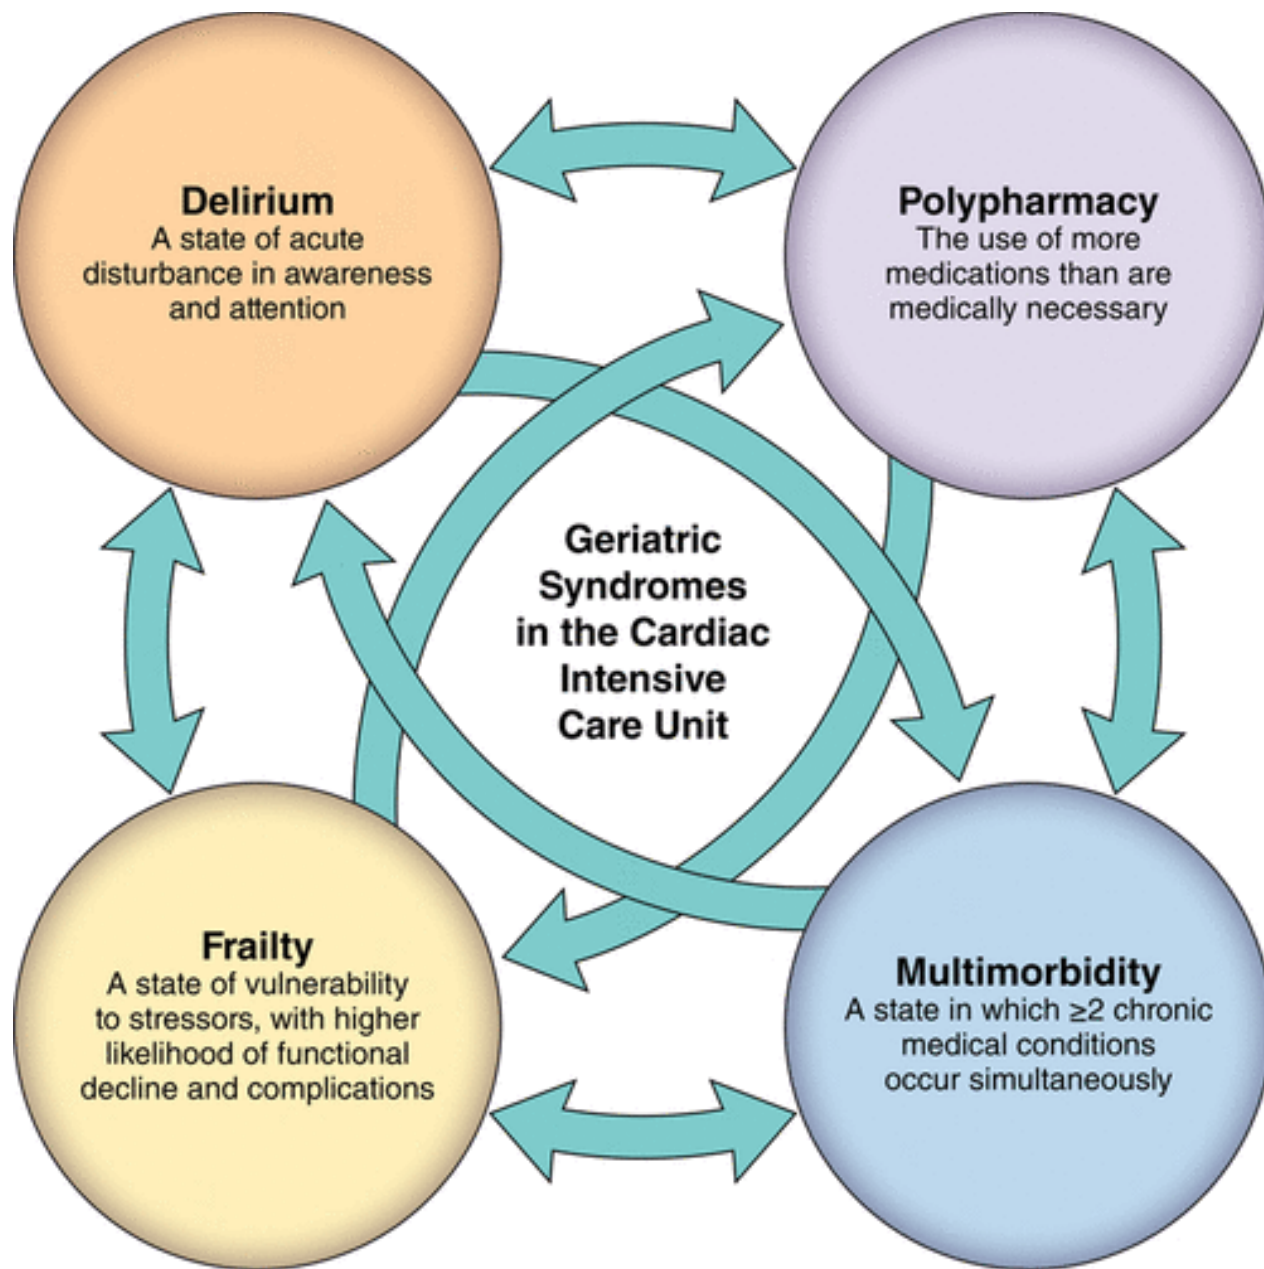 Delirium
A state of acute
disturbance in awareness
and attention
Polypharmacy
The use of more
medications than are
medically necessary
Geriatric
Syndromes
in the Cardiac
Intensive
Care Unit
Frailty
A state of vulnerability
to stressors, with higher
likelihood of functional
decline and complications
Multimorbidity
A state in which ≥2 chronic
medical conditions
occur simultaneously